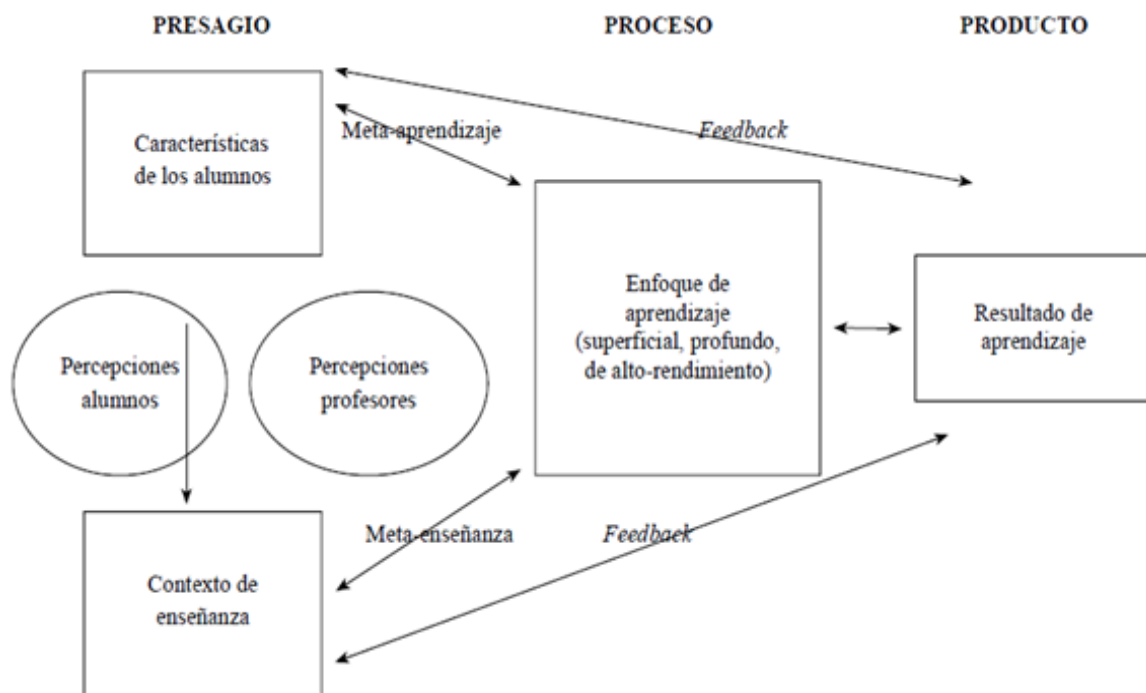 PRESAGIO
PROCESO
PRODUCTO
Características
de los alumnos
Meta-aprendizaje
Feedback
Percepciones
alumnos
Percepciones
profesores
Enfoque de
aprendizaje
(superficial, profundo,
de alto-rendimiento)
Resultado de
aprendizaje
Meta-enseñanza
Feedback
Contexto de
enseñanza